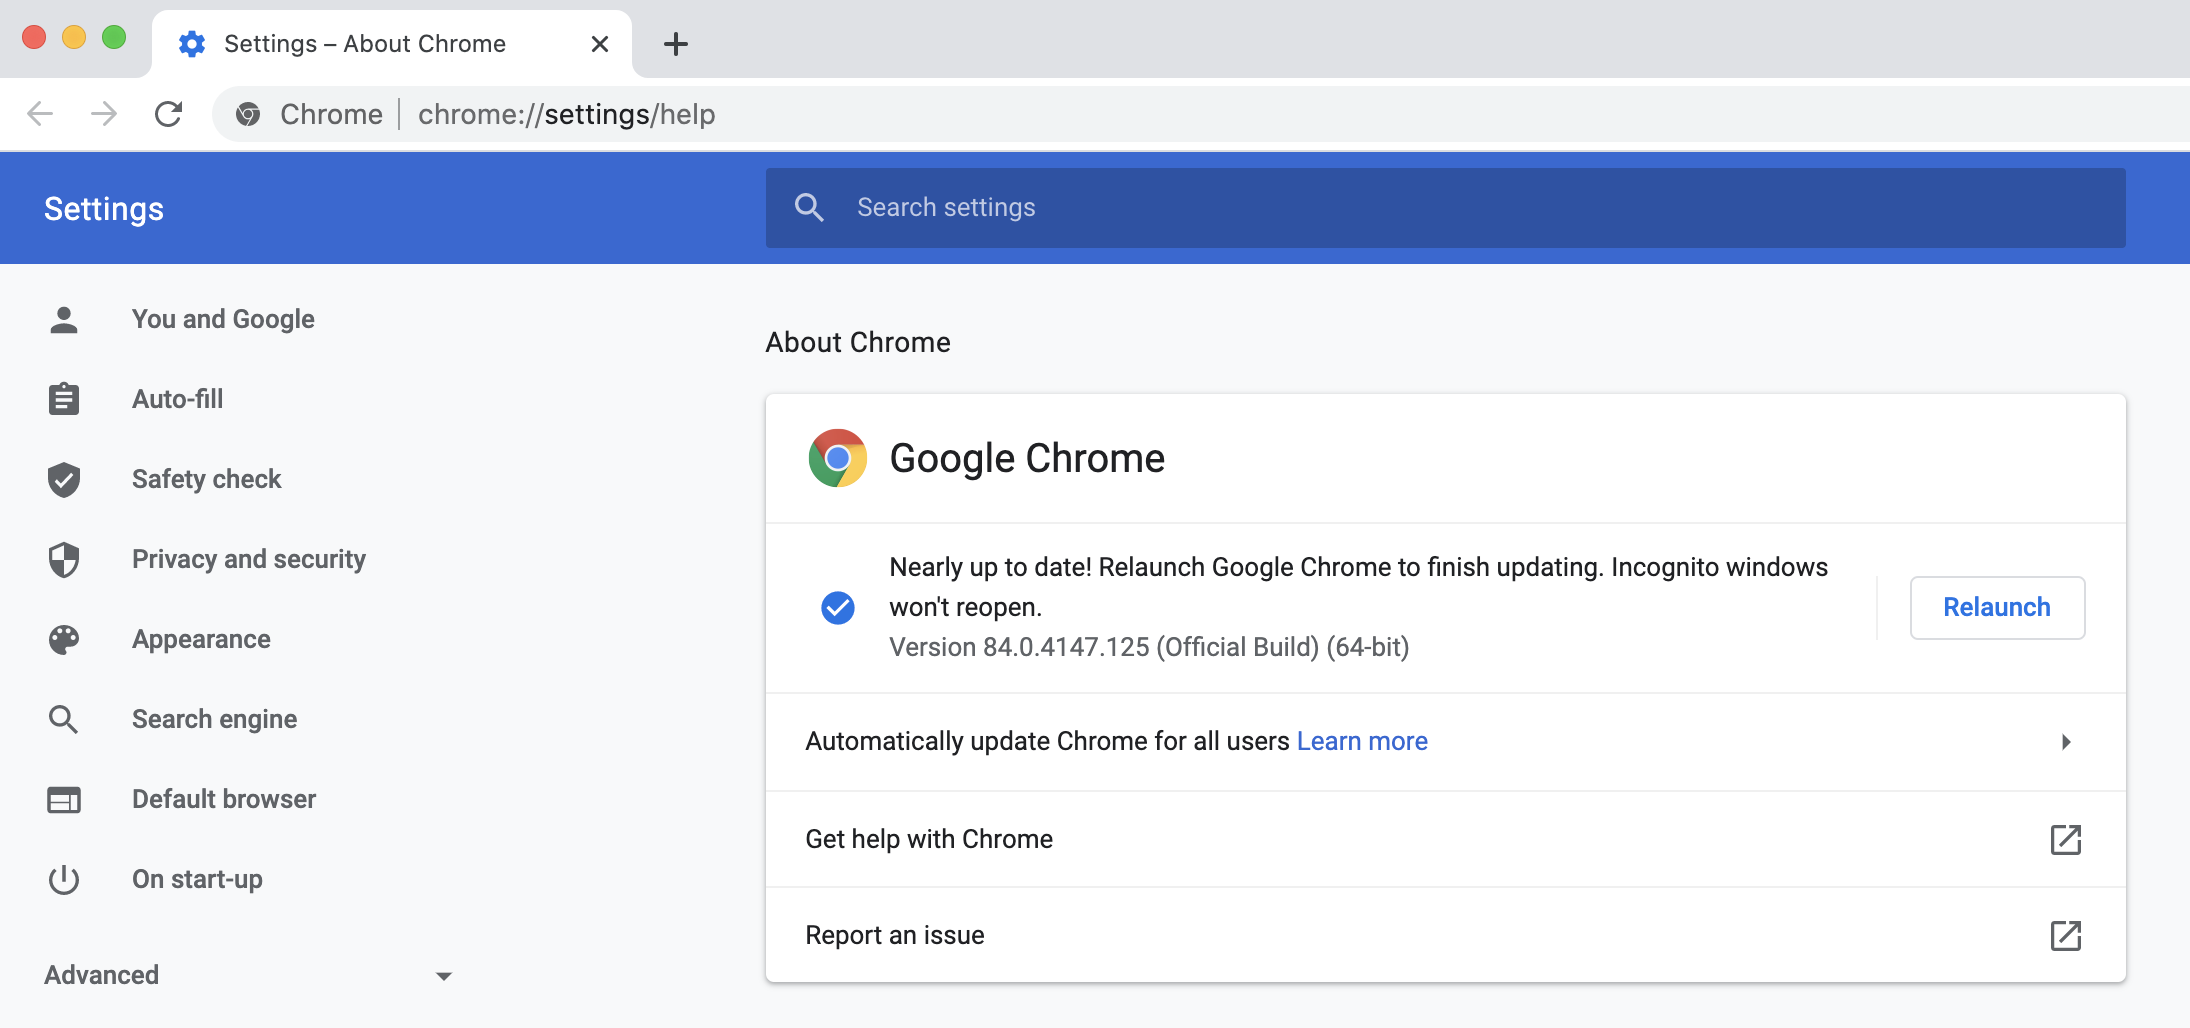 Settings – About Chrome
Chrome chrome://settings/help
Settings
Search settings
You and Google
Auto-fill
Safety check
Privacy and security
Appearance
Search engine
Default browser
On start-up
Advanced
About Chrome
Google Chrome
Nearly up to date! Relaunch Google Chrome to finish updating. Incognito windows
won't reopen.
Version 84.0.4147.125 (Official Build) (64-bit)
Relaunch
Automatically update Chrome for all users Learn more
Get help with Chrome
Report an issue